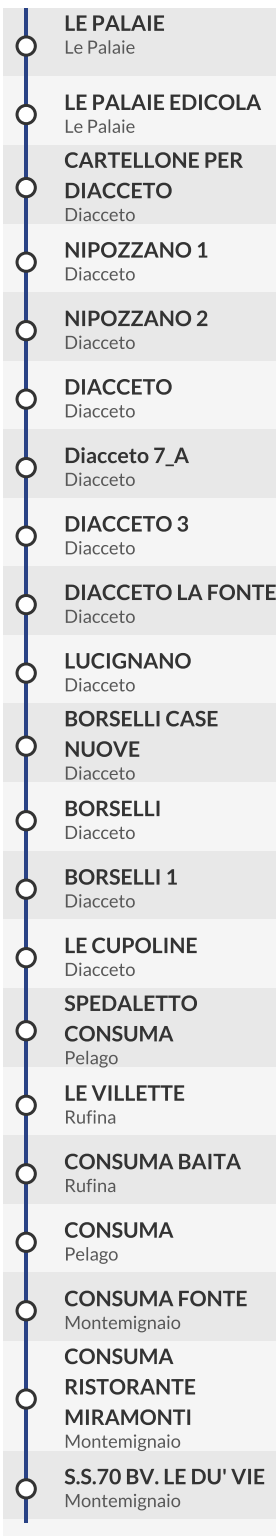 LE PALAIE
Le Palaie
LE PALAIE EDICOLA
Le Palaie
CARTELLONE PER
DIACCETO
Diacceto
NIPOZZANO 1
Diacceto
NIPOZZANO 2
Diacceto
DIACCETO
Diacceto
Diacceto 7_A
Diacceto
DIACCETO 3
Diacceto
DIACCETO LA FONTE
Diacceto
LUCIGNANO
Diacceto
BORSELLI CASE
NUOVE
Diacceto
BORSELLI
Diacceto
BORSELLI 1
Diacceto
LE CUPOLINE
Diacceto
SPEDALETTO
CONSUMA
Pelago
LE VILLETTE
Rufina
CONSUMA BAITA
Rufina
CONSUMA
Pelago
CONSUMA FONTE
Montemignaio
CONSUMA
RISTORANTE
MIRAMONTI
Montemignaio
S.S.70 BV. LE DU' VIE
Montemignaio